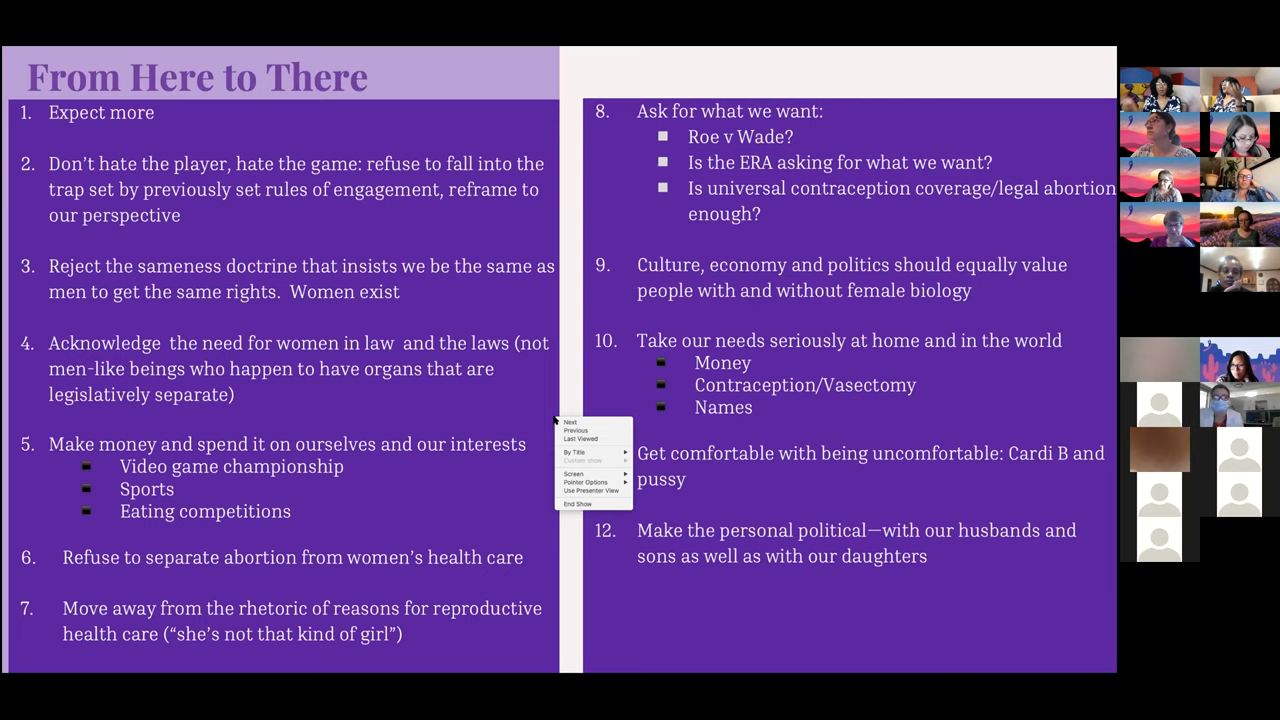 From Here to There
1. Expect more
2. Don't hate the player, hate the game: refuse to fall into the
trap set by previously set rules of engagement, reframe to
our perspective
3. Reject the sameness doctrine that insists we be the same as
men to get the same rights. Women exist
4. Acknowledge the need for women in law and the laws (not
men-like beings who happen to have organs that are
legislatively separate)
5. Make money and spend it on ourselves and our interests
Video game championship
Sports
Eating competitions
6. Refuse to separate abortion from women's health care
7. Move away from the rhetoric of reasons for reproductive
health care (“she's not that kind of girl”)
8. Ask for what we want:
Roe v Wade?
Is the ERA asking for what we want?
Is universal contraception coverage/legal abortion
enough?
9. Culture, economy and politics should equally value
people with and without female biology
10. Take our needs seriously at home and in the world
Money
Contraception/Vasectomy
Names
Get comfortable with being uncomfortable: Cardi B and
pussy
12. Make the personal political—with our husbands and
sons as well as with our daughters
Next
Previous
Last Viewed
By Title
Custom show
Screen
Pointer Options
Use Presenter View
End Show